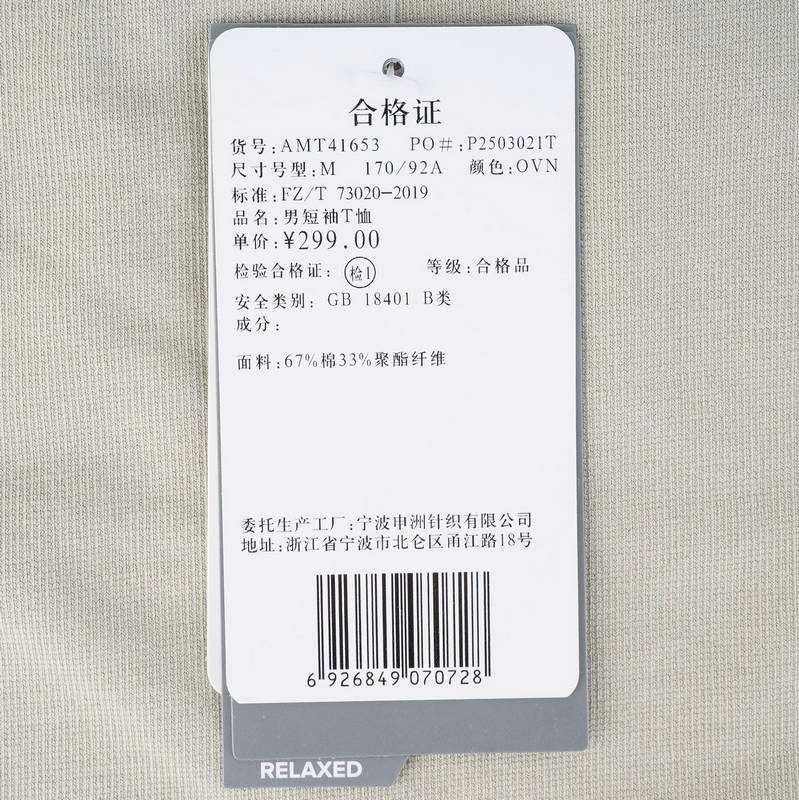 合格证
货号:AMT41653 PO#:P2503021T
尺寸号型:M 170/92A 颜色:OVN
标准:FZ/T 73020-2019
品名:男短袖T恤
单价:¥299.00
检验合格证: 检1 等级:合格品
安全类别: GB 18401 B类
成分:
面料:67%棉33%聚酯纤维
委托生产工厂:宁波申洲针织有限公司
地址:浙江省宁波市北仑区甬江路18号
6 926849 070728
RELAXED